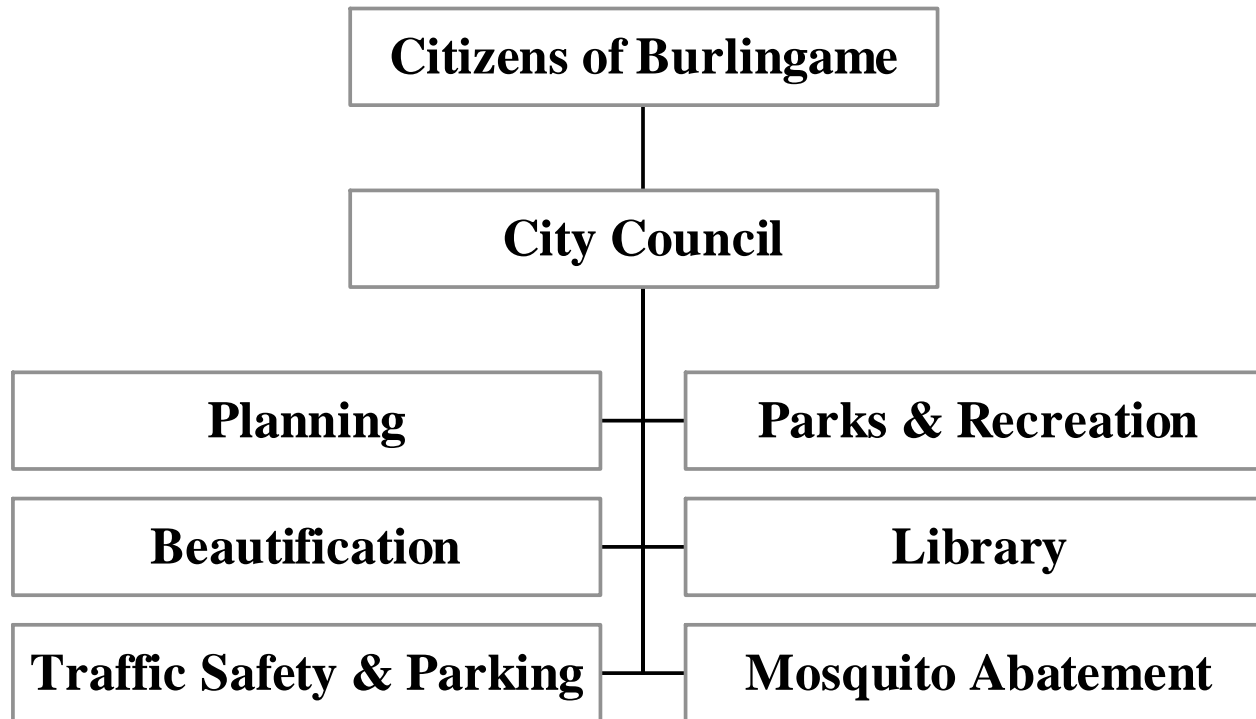 Citizens of Burlingame
City Council
Planning
Parks & Recreation
Beautification
Library
Traffic Safety & Parking
Mosquito Abatement